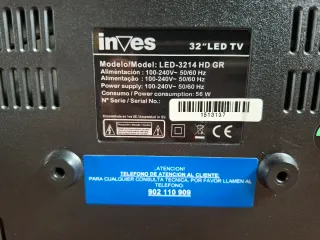 inves
32" LED TV
Modelo/Model: LED-3214 HD GR
Alimentación : 100-240V~ 50/60 Hz
Alimentação : 100-240V~ 50/60 Hz
Power supply: 100-240V~ 50/60 Hz
Consumo / Power consumption: 56 W
Nº Serie / Serial No.:
1513137
¡ATENCION!
TELEFONO DE ATENCION AL CLIENTE:
PARA CUALQUIER CONSULTA TECNICA, POR FAVOR LLAMEN AL
TELEFONO:
902 110 909